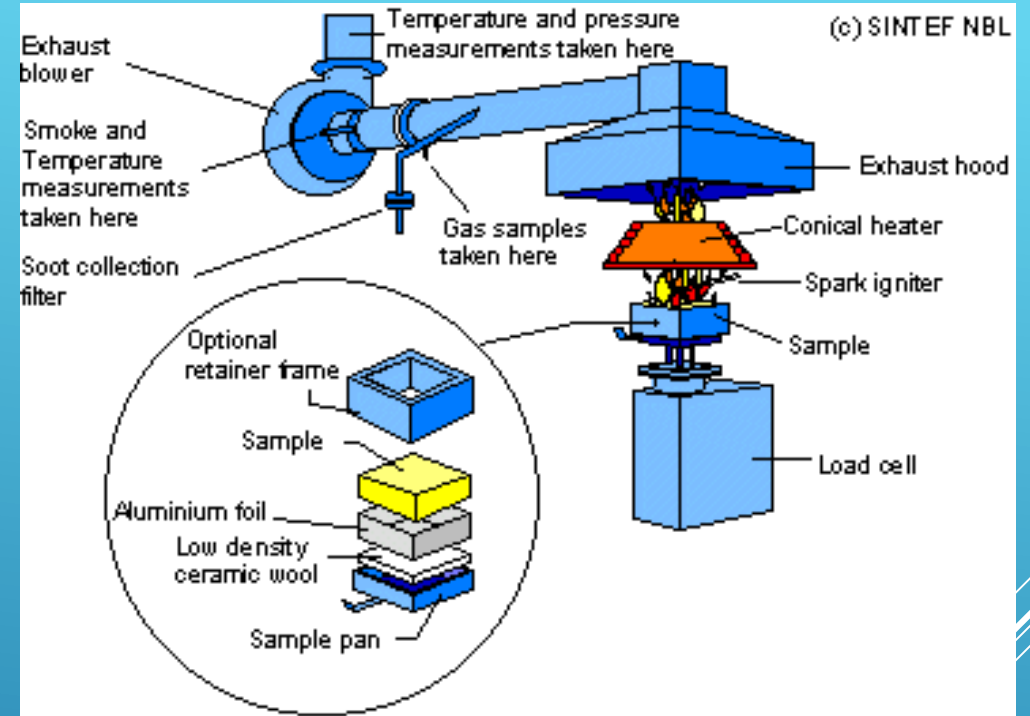 Temperature and pressure
measurements taken here
(c) SINTEF NBL
Exhaust
blower
Smoke and
Temperature
measurements
taken here
Exhaust hood
Gas samples
taken here
Conical heater
Soot collection
filter
Spark igniter
Sample
Optional
retainer frame
Sample
Load cell
Aluminium foil
Low density
ceramic wool
Sample pan